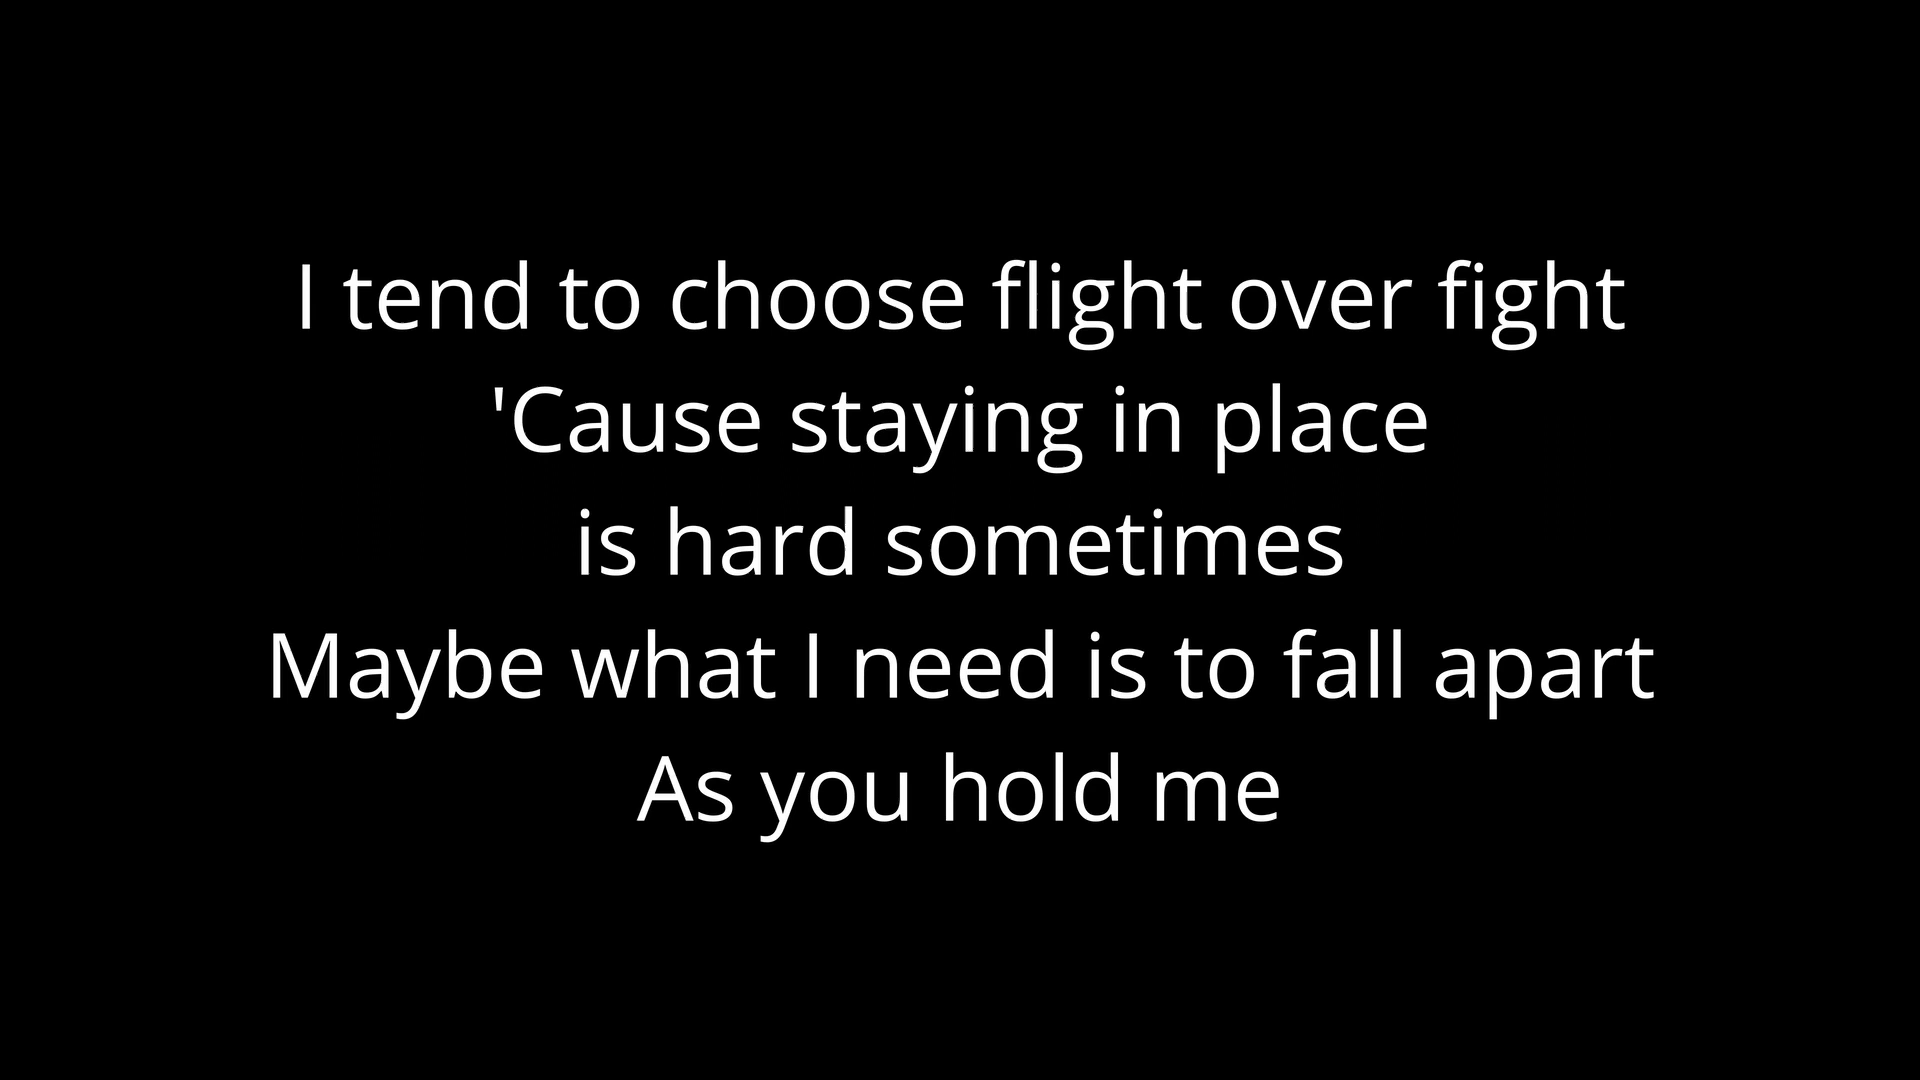 I tend to choose flight over fight
'Cause staying in place
is hard sometimes
Maybe what I need is to fall apart
As you hold me